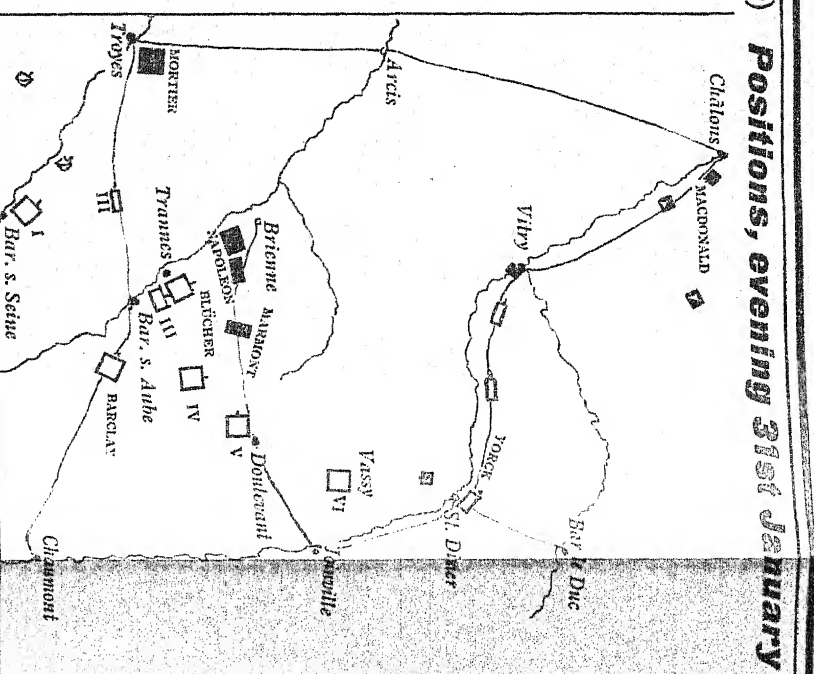 ) Positions, evening 31st January
Châlons
MACDONALD
Arcis
Troyes
MORTIER
Vitry
Bar le Duc
YORCK
St. Dizier
Brienne
NAPOLEON
MARMONT
Trannes
BLÜCHER
III
III
I
Bar. s. Seine
Bar. s. Aube
BARCLAY
IV
V
Doulevant
Vassy
VI
Joinville
Chaumont